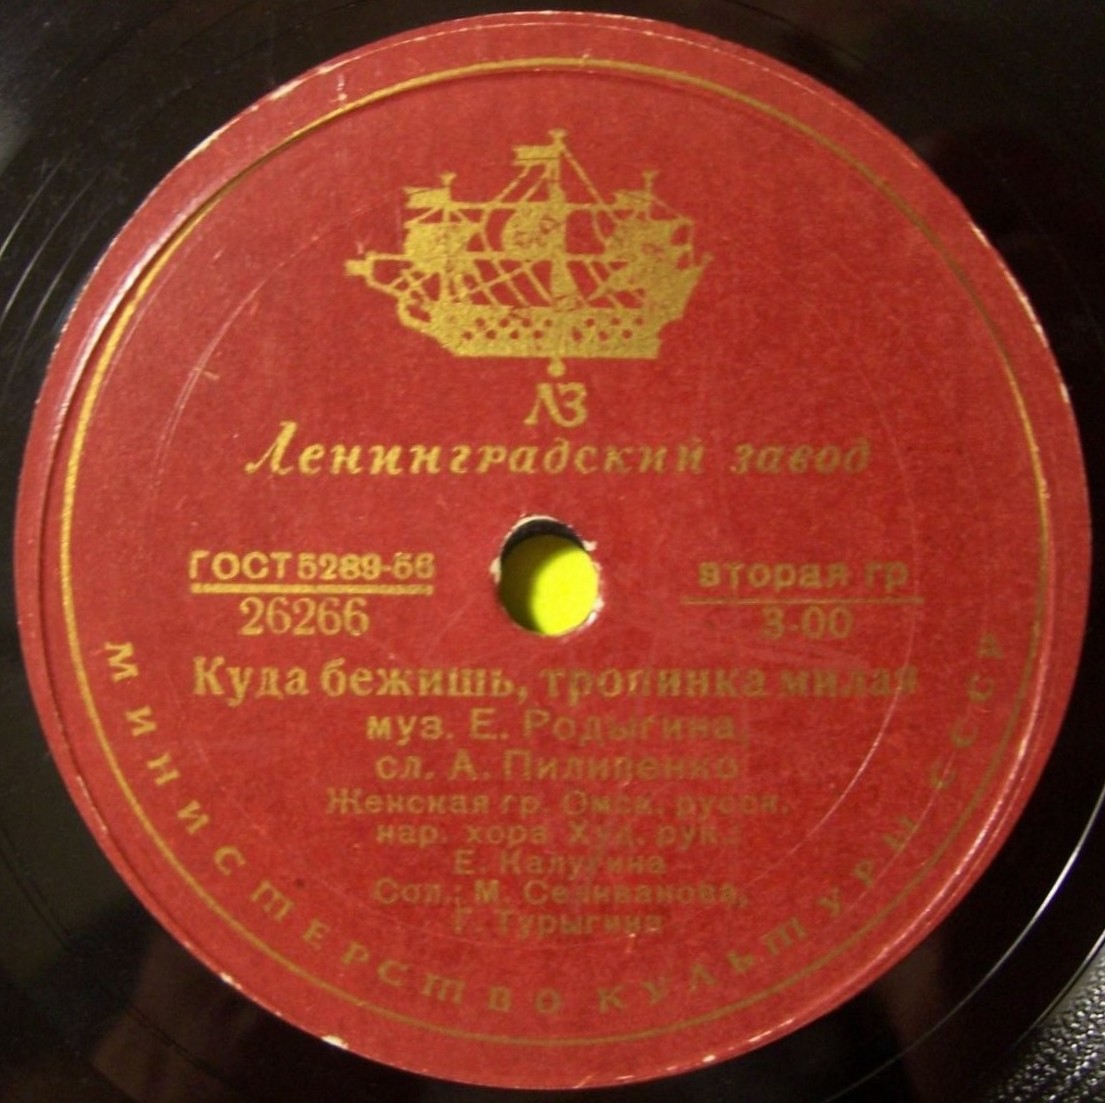 ЛЗ
Ленинградский завод
ГОСТ 5289-56
26266
вторая гр
3-00
Куда бежишь, тропинка милая
муз. Е. Родыгина
сл. А. Пилипенко
Женская гр. Омск. русск.
нар. хора Худ. рук.:
Е. Калугина
Сол.: М. Селиванова,
Г. Турыгина
МИНИСТЕРСТВО КУЛЬТУРЫ СССР